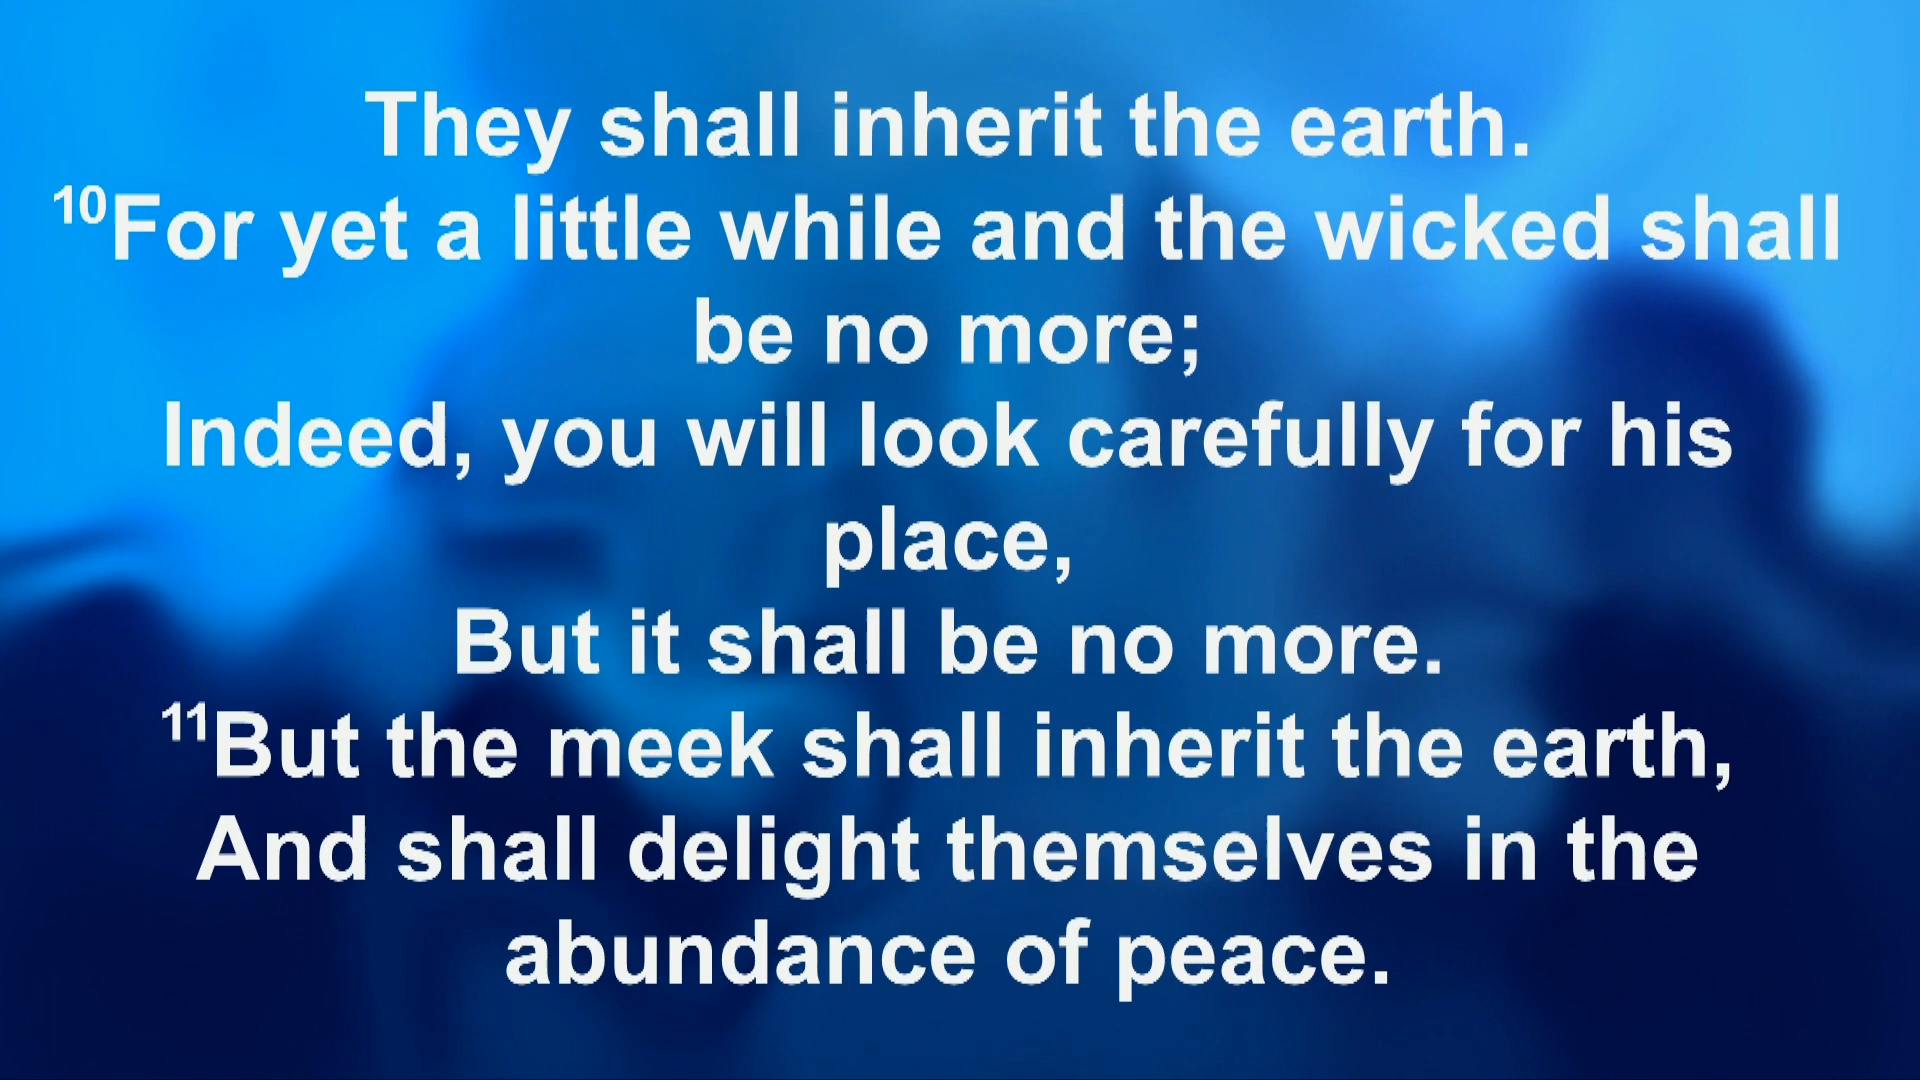 They shall inherit the earth.
10For yet a little while and the wicked shall
be no more;
Indeed, you will look carefully for his
place,
But it shall be no more.
11But the meek shall inherit the earth,
And shall delight themselves in the
abundance of peace.